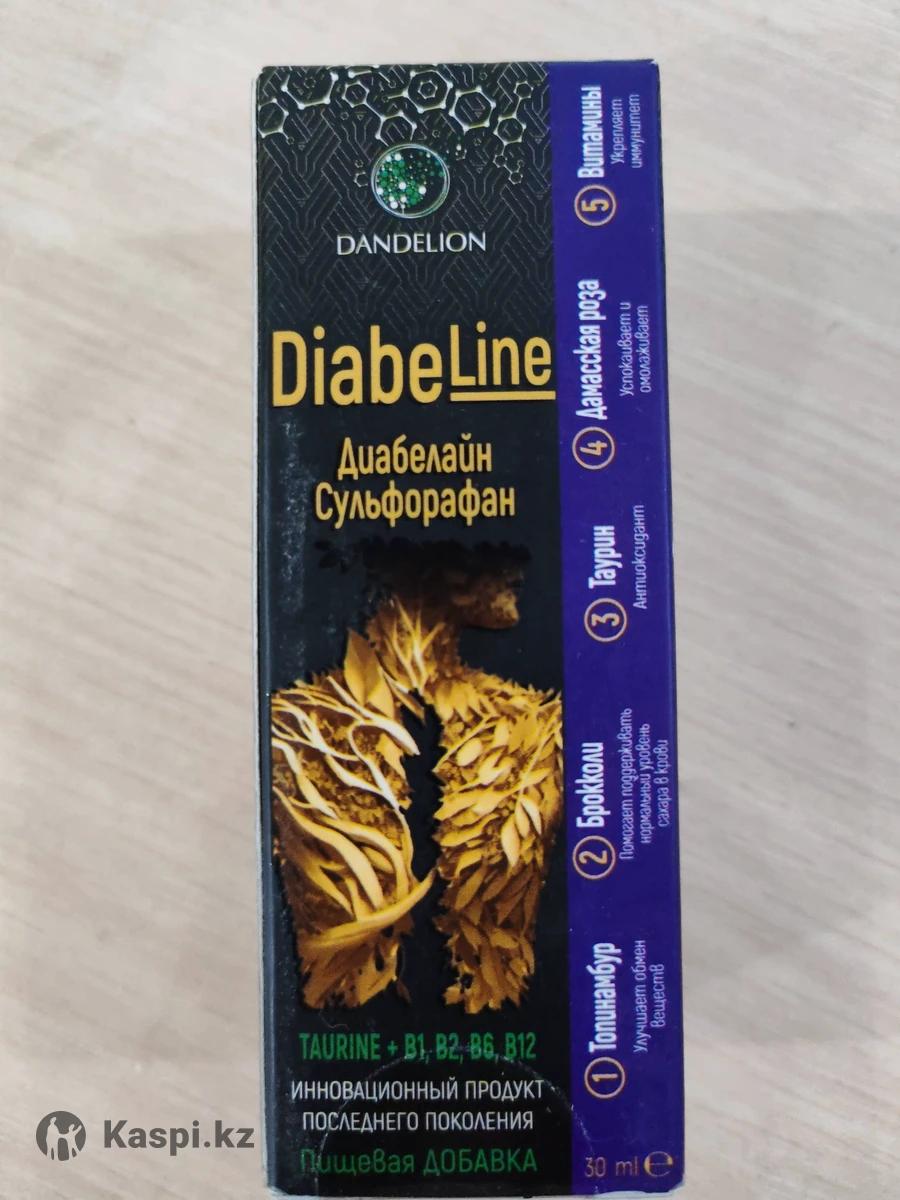 DANDELION
DiabeLine
Диабелайн
Сульфорафан
TAURINE + B1, B2, B6, B12
ИННОВАЦИОННЫЙ ПРОДУКТ
ПОСЛЕДНЕГО ПОКОЛЕНИЯ
Пищевая ДОБАВКА
1 Топинамбур
Улучшает обмен
веществ
2 Брокколи
Помогает поддерживать
нормальный уровень
сахара в крови
3 Таурин
Антиоксидант
4 Дамасская роза
Успокаивает и
омолаживает
5 Витамины
Укрепляет
иммунитет
30 ml e
Kaspi.kz